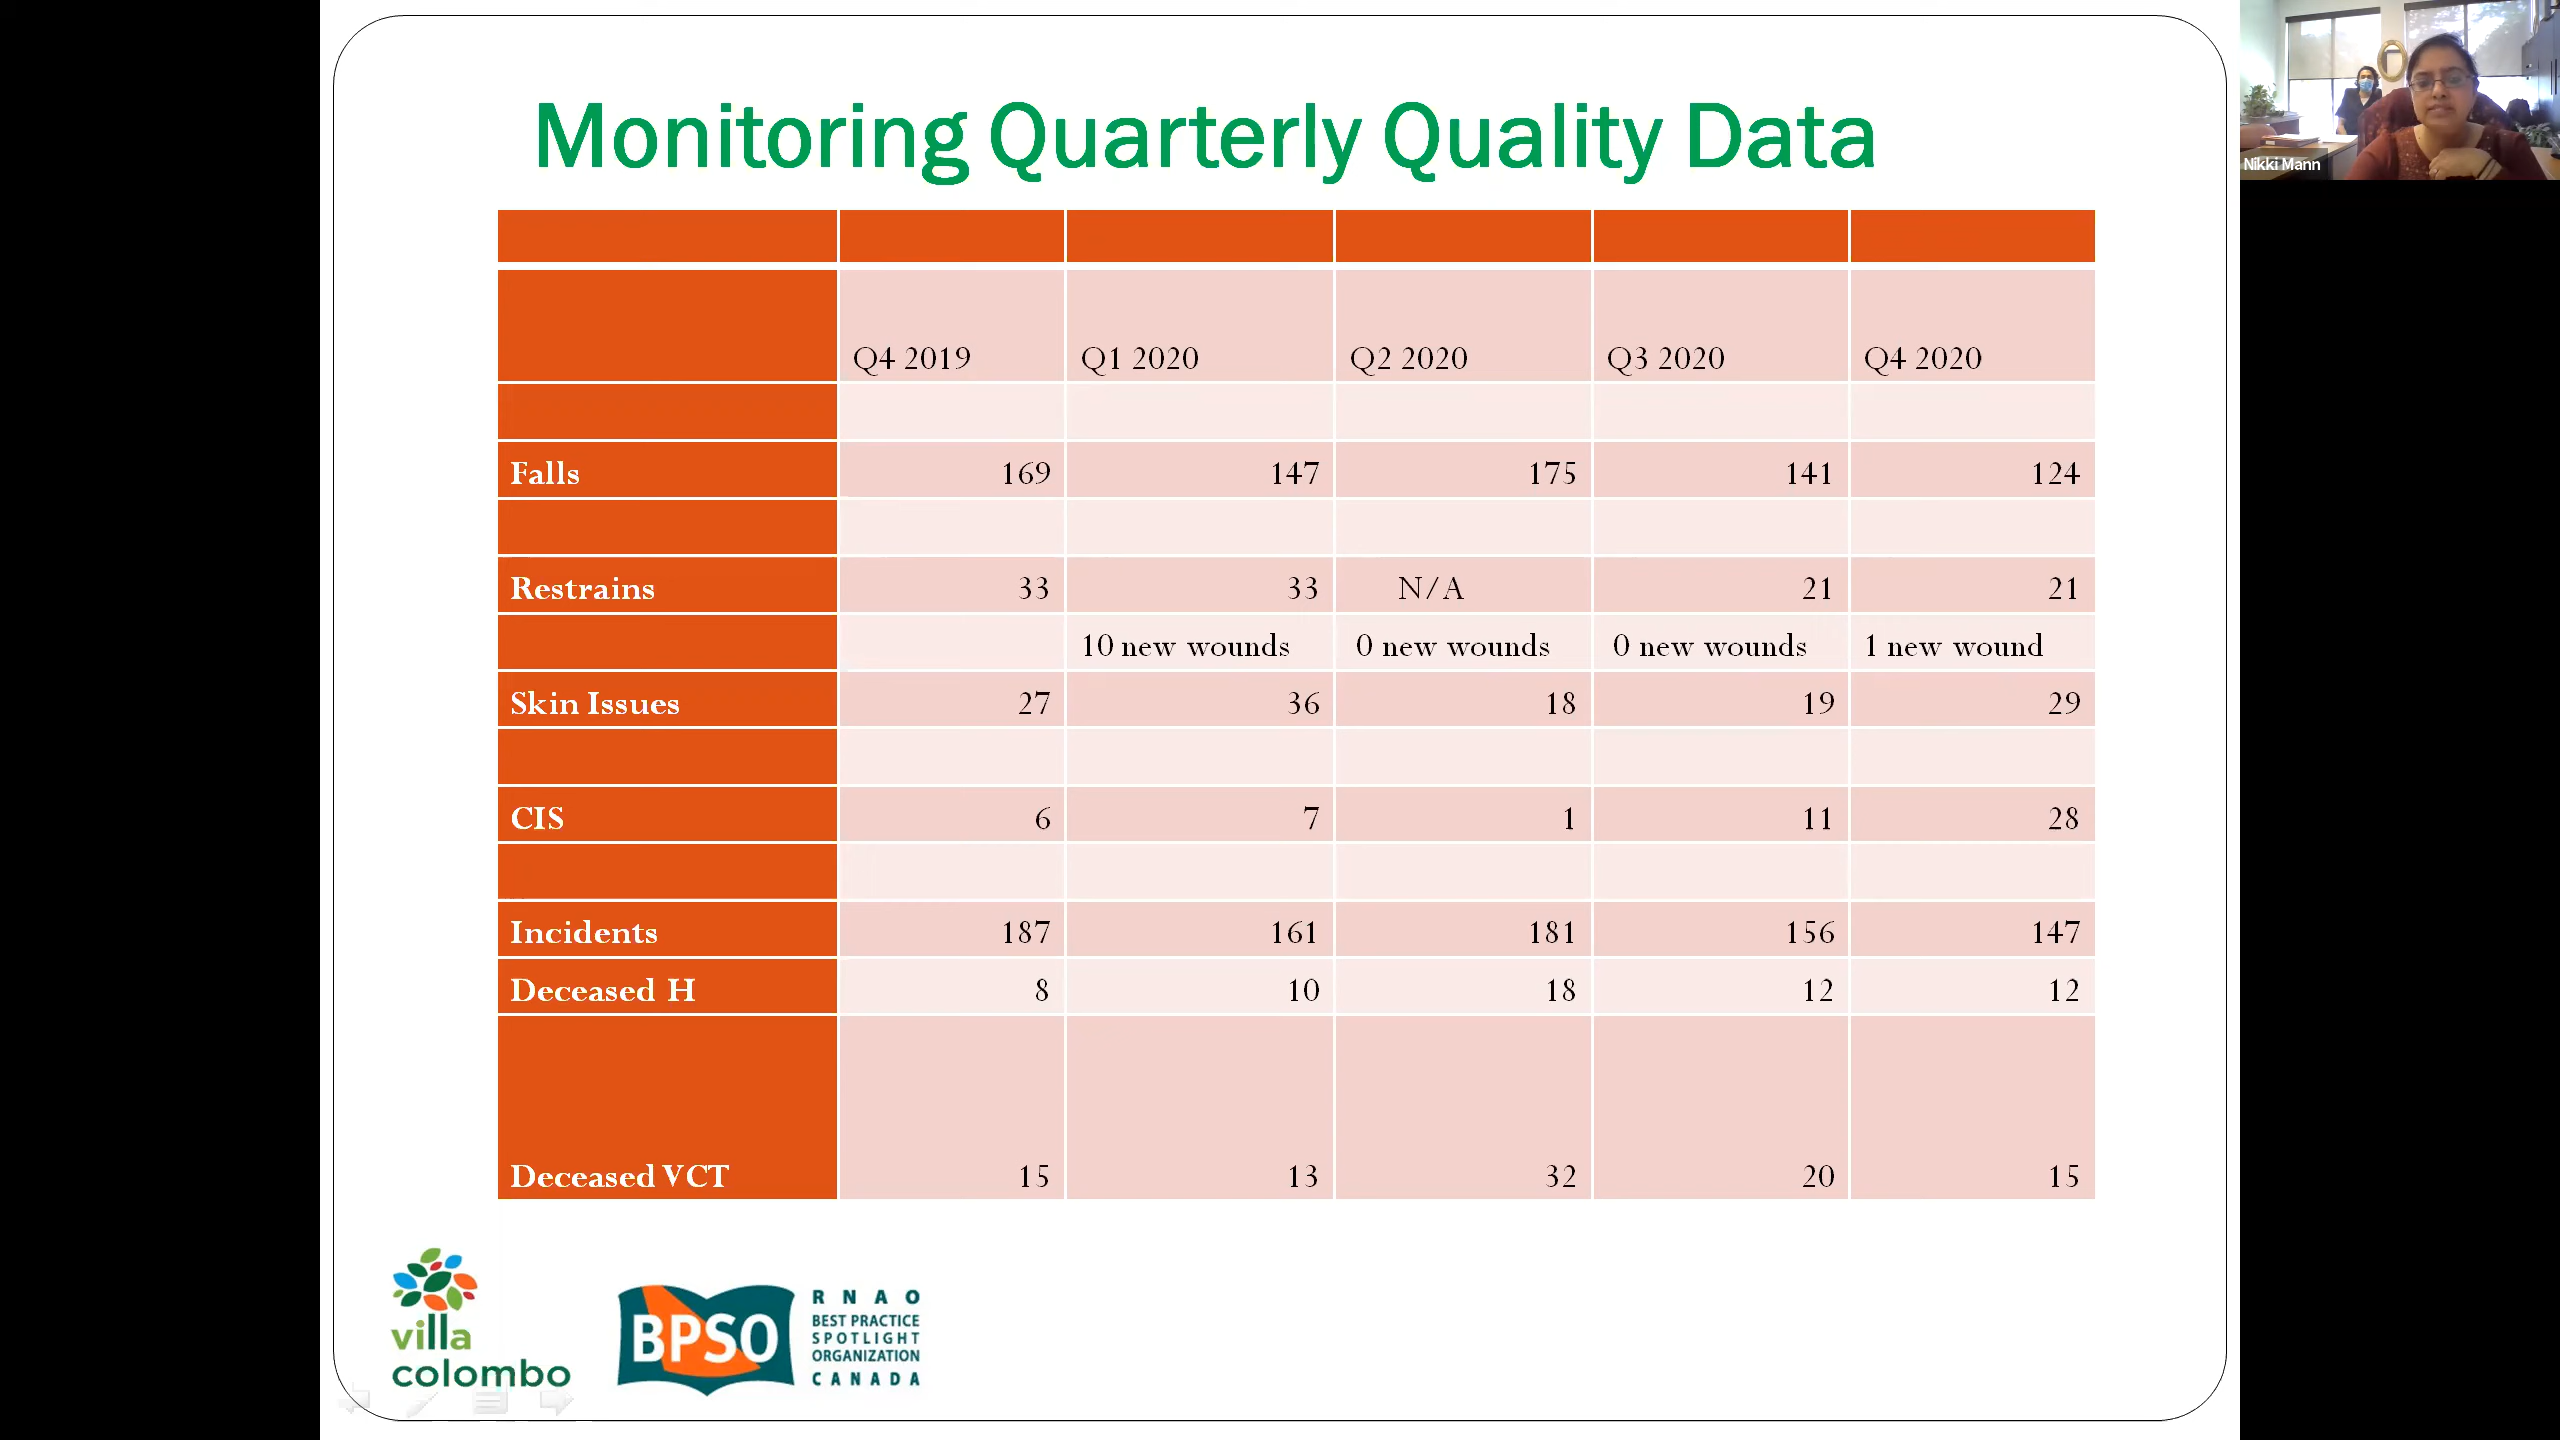 Monitoring Quarterly Quality Data
Nikki Mann
Q4 2019 Q1 2020 Q2 2020 Q3 2020 Q4 2020
Falls 169 147 175 141 124
Restrains 33 33 N/A 21 21
10 new wounds 0 new wounds 0 new wounds 1 new wound
Skin Issues 27 36 18 19 29
CIS 6 7 1 11 28
Incidents 187 161 181 156 147
Deceased H 8 10 18 12 12
Deceased VCT 15 13 32 20 15
villa
colombo
BPSO
RNAO
BEST PRACTICE
SPOTLIGHT
ORGANIZATION
CANADA